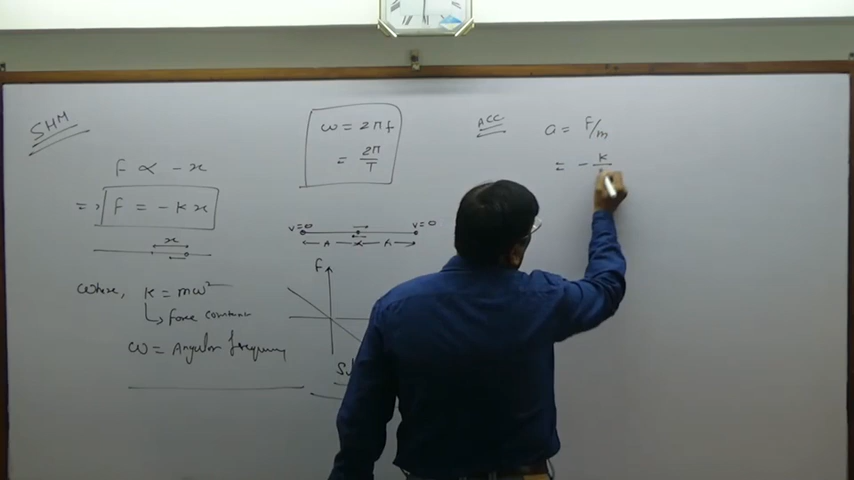 SHM
F ∝ -x
=> F = -kx
x
where, k = mω²
↳ force constant
ω = Angular frequency
ω = 2πf
= 2π/T
v=0 v=0
A A
F
ACC
a = F/m
= - k